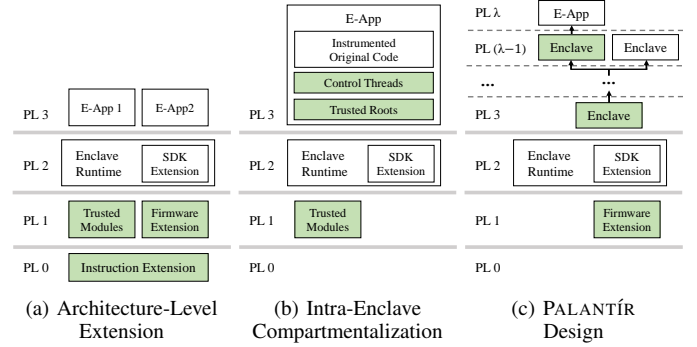 E-App 1
E-App2
PL 3
PL 2
Enclave
Runtime
SDK
Extension
PL 1
Trusted
Modules
Firmware
Extension
PL 0
Instruction Extension
(a) Architecture-Level
Extension
E-App
Instrumented
Original Code
Control Threads
Trusted Roots
PL 3
PL 2
Enclave
Runtime
SDK
Extension
PL 1
Trusted
Modules
PL 0
(b) Intra-Enclave
Compartmentalization
PL λ
E-App
PL (λ−1)
Enclave
Enclave
...
...
PL 3
Enclave
PL 2
Enclave
Runtime
SDK
Extension
PL 1
Firmware
Extension
PL 0
(c) PALANTÍR
Design